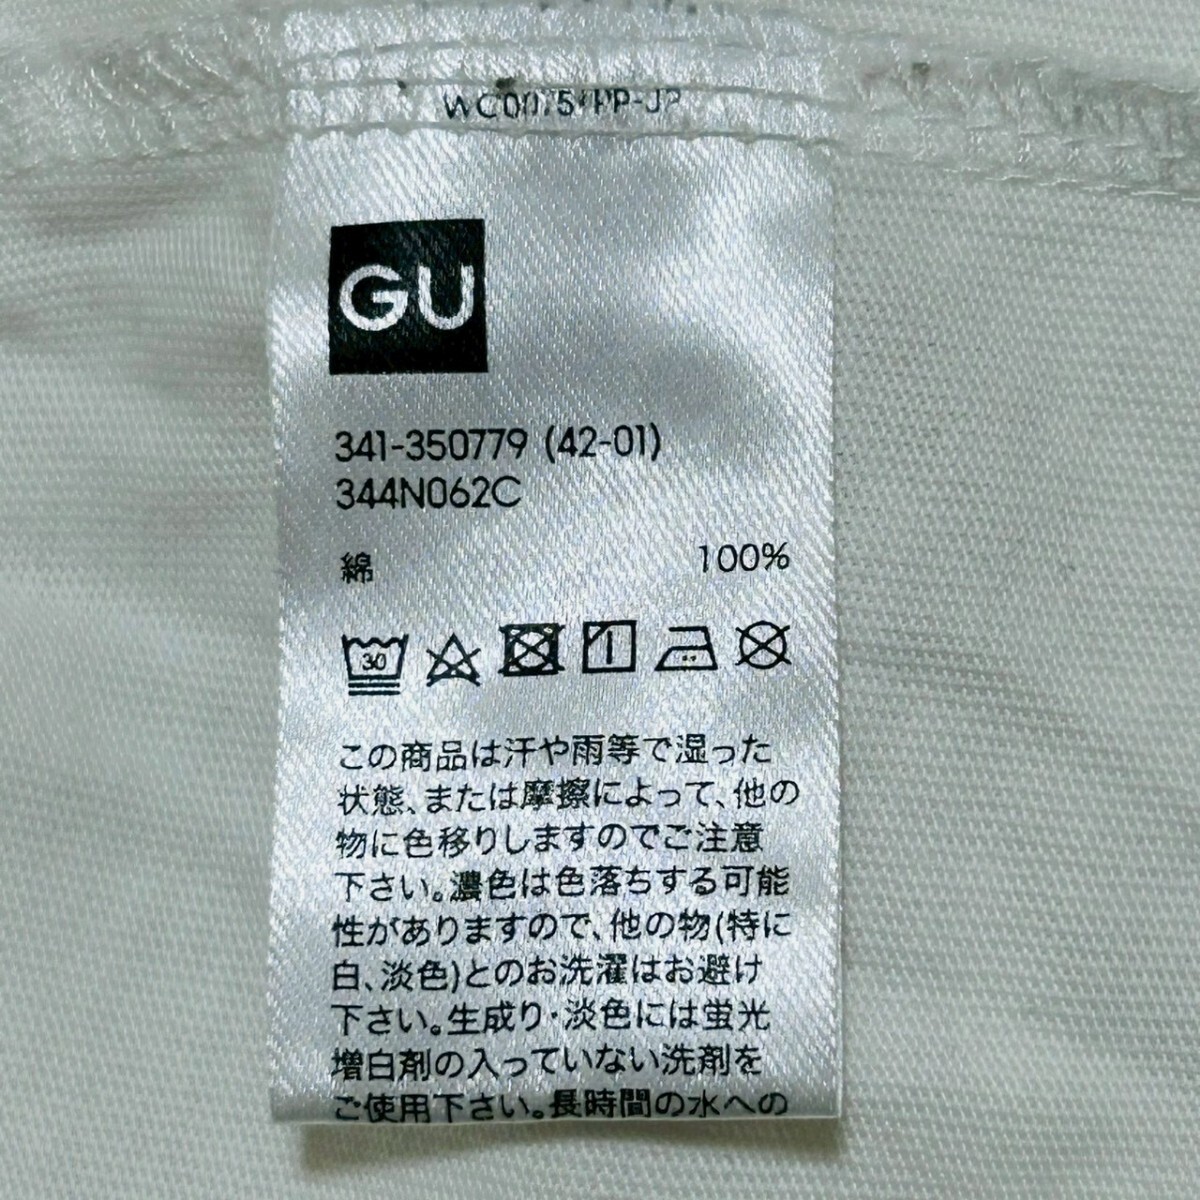 GU
341-350779 (42-01)
344N062C
綿 100%
30
この商品は汗や雨等で湿った
状態、または摩擦によって、他の
物に色移りしますのでご注意
下さい。濃色は色落ちする可能
性がありますので、他の物(特に
白、淡色)とのお洗濯はお避け
下さい。生成り・淡色には蛍光
増白剤の入っていない洗剤を
ご使用下さい。長時間の水への